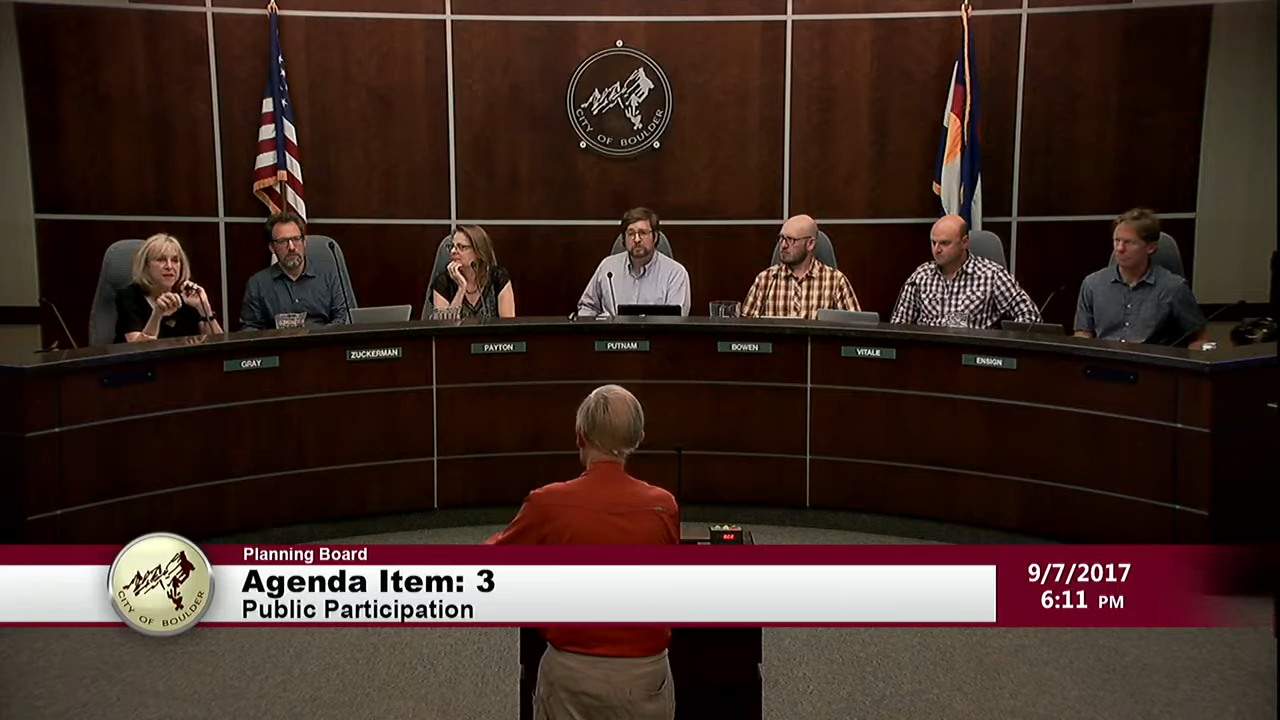 CITY OF BOULDER
GRAY
ZUCKERMAN
PAYTON
PUTNAM
BOWEN
VITALE
ENSIGN
Planning Board
Agenda Item: 3
Public Participation
CITY OF BOULDER
9/7/2017
6:11 PM